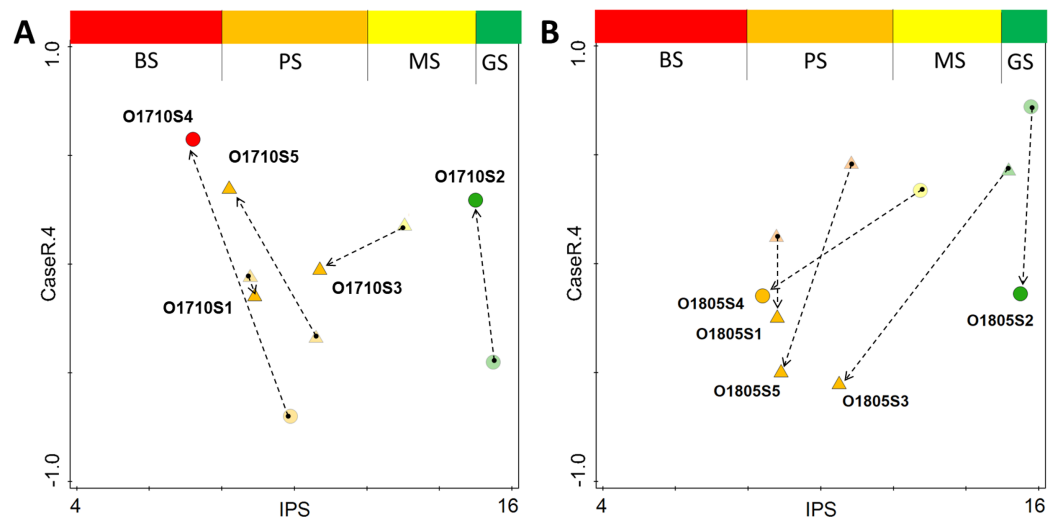 A
BS PS MS GS
1.0
O1710S4
O1710S5
O1710S2
O1710S3
O1710S1
CaseR.4
-1.0
4 IPS 16
B
BS PS MS GS
1.0
O1805S4
O1805S1
O1805S2
O1805S5
O1805S3
CaseR.4
-1.0
4 IPS 16